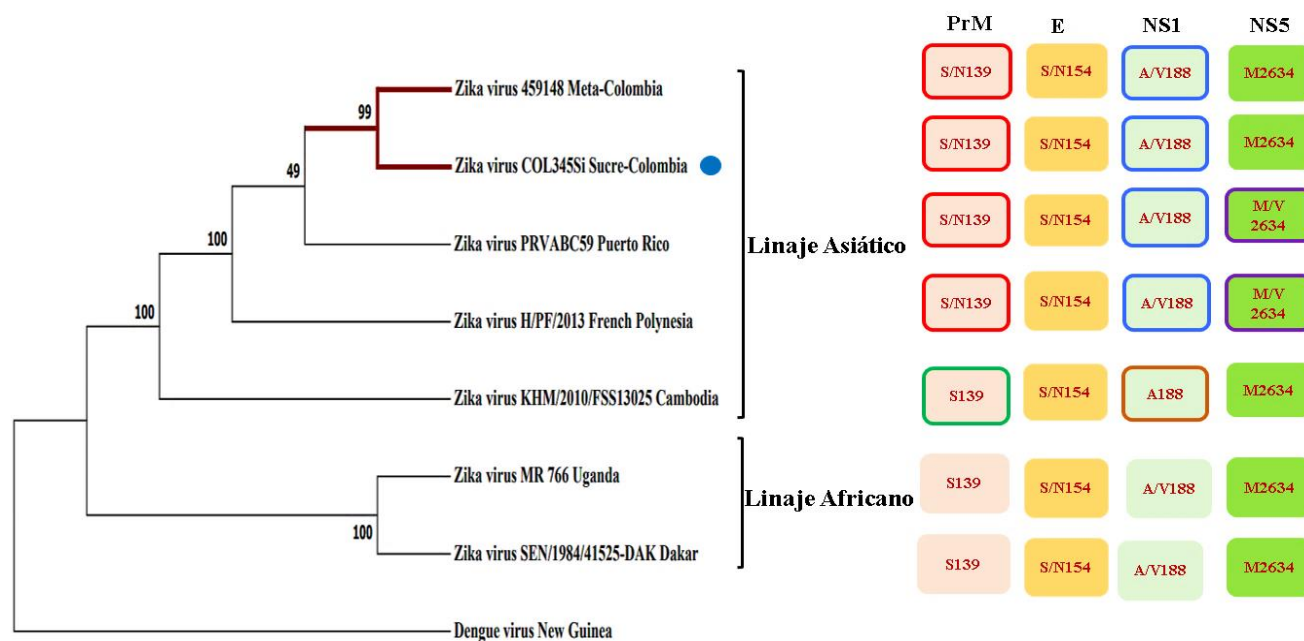 PrM E NS1 NS5
Zika virus 459148 Meta-Colombia S/N139 S/N154 A/V188 M2634
99
Zika virus COL345Si Sucre-Colombia S/N139 S/N154 A/V188 M2634
49
Zika virus PRVABC59 Puerto Rico S/N139 S/N154 A/V188 M/V
2634
100
Linaje Asiático
Zika virus H/PF/2013 French Polynesia S/N139 S/N154 A/V188 M/V
2634
100
Zika virus KHM/2010/FSS13025 Cambodia S139 S/N154 A188 M2634
Zika virus MR 766 Uganda S139 S/N154 A/V188 M2634
Linaje Africano
100
Zika virus SEN/1984/41525-DAK Dakar S139 S/N154 A/V188 M2634
Dengue virus New Guinea